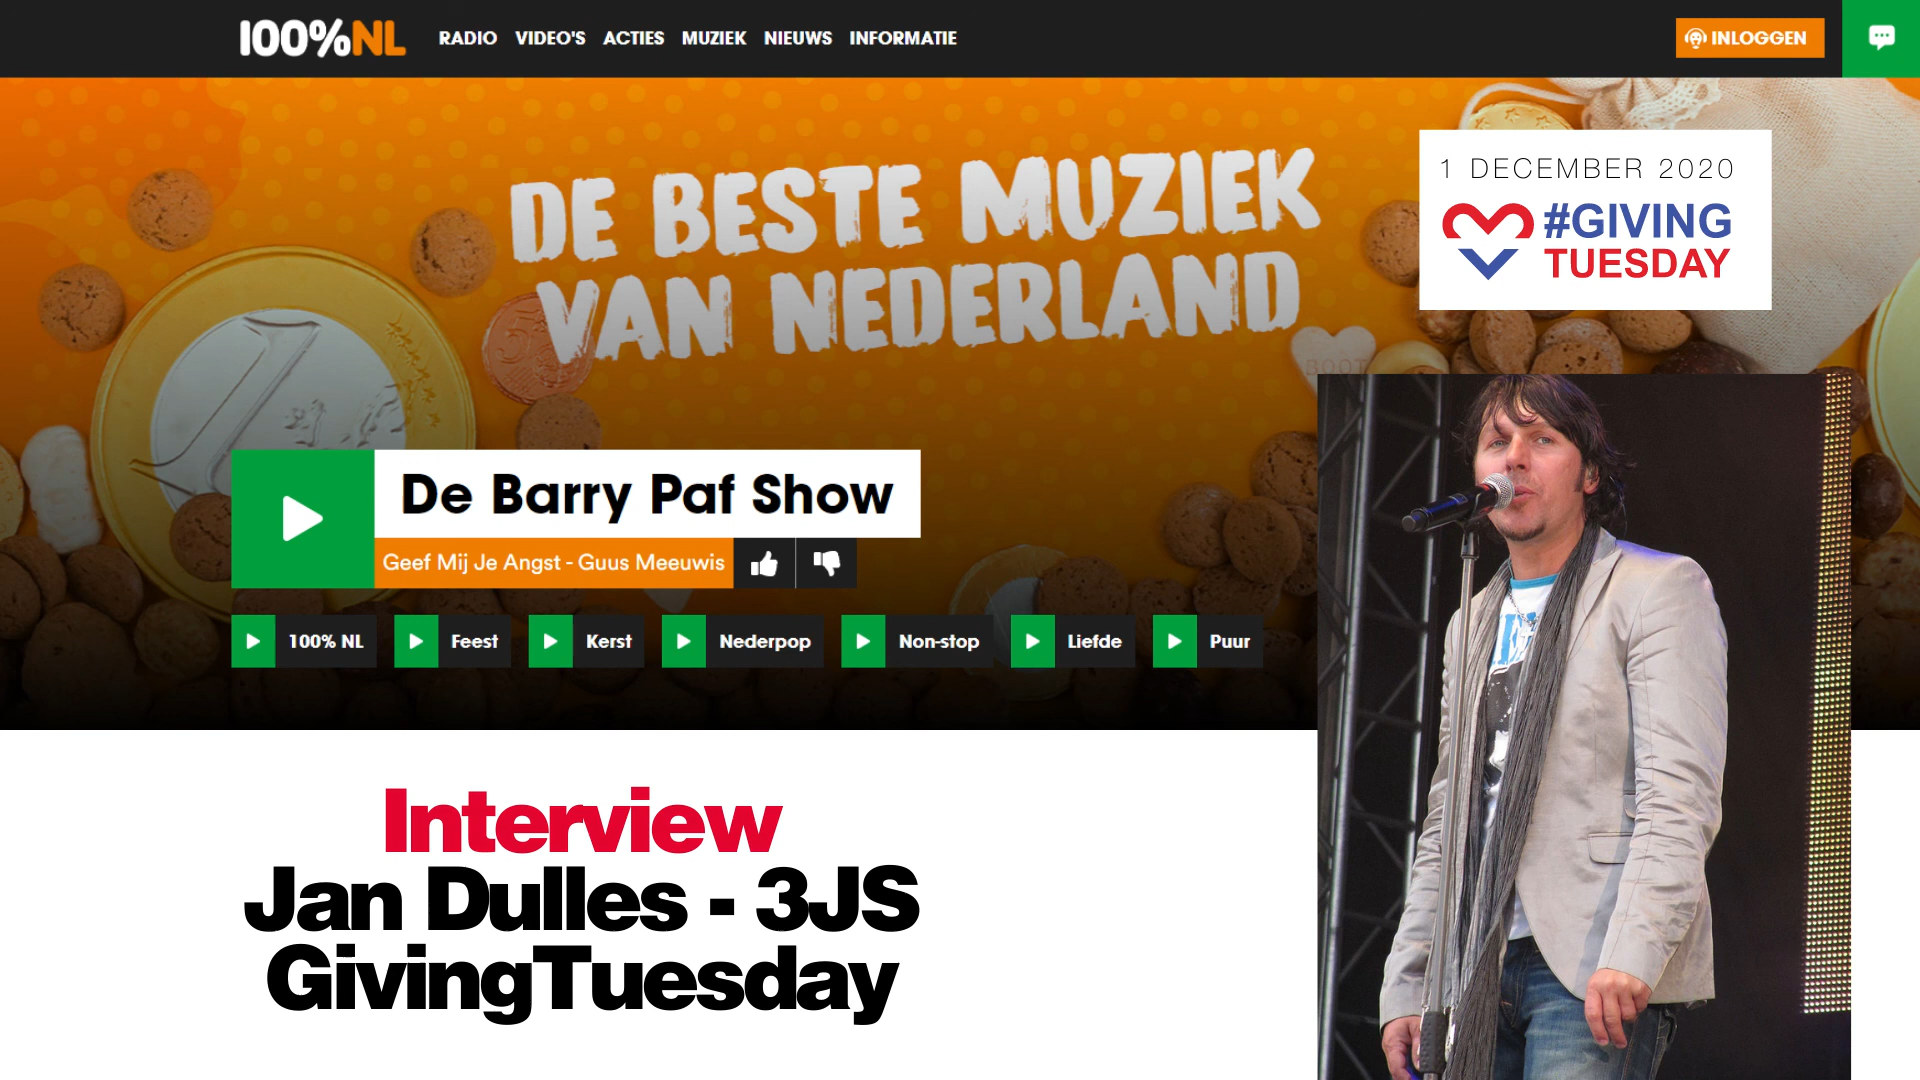 100%NL
RADIO VIDEO'S ACTIES MUZIEK NIEUWS INFORMATIE
INLOGGEN
DE BESTE MUZIEK
VAN NEDERLAND
1 DECEMBER 2020
#GIVING
TUESDAY
De Barry Paf Show
Geef Mij Je Angst - Guus Meeuwis
100% NL
Feest
Kerst
Nederpop
Non-stop
Liefde
Puur
Interview
Jan Dulles - 3JS
GivingTuesday